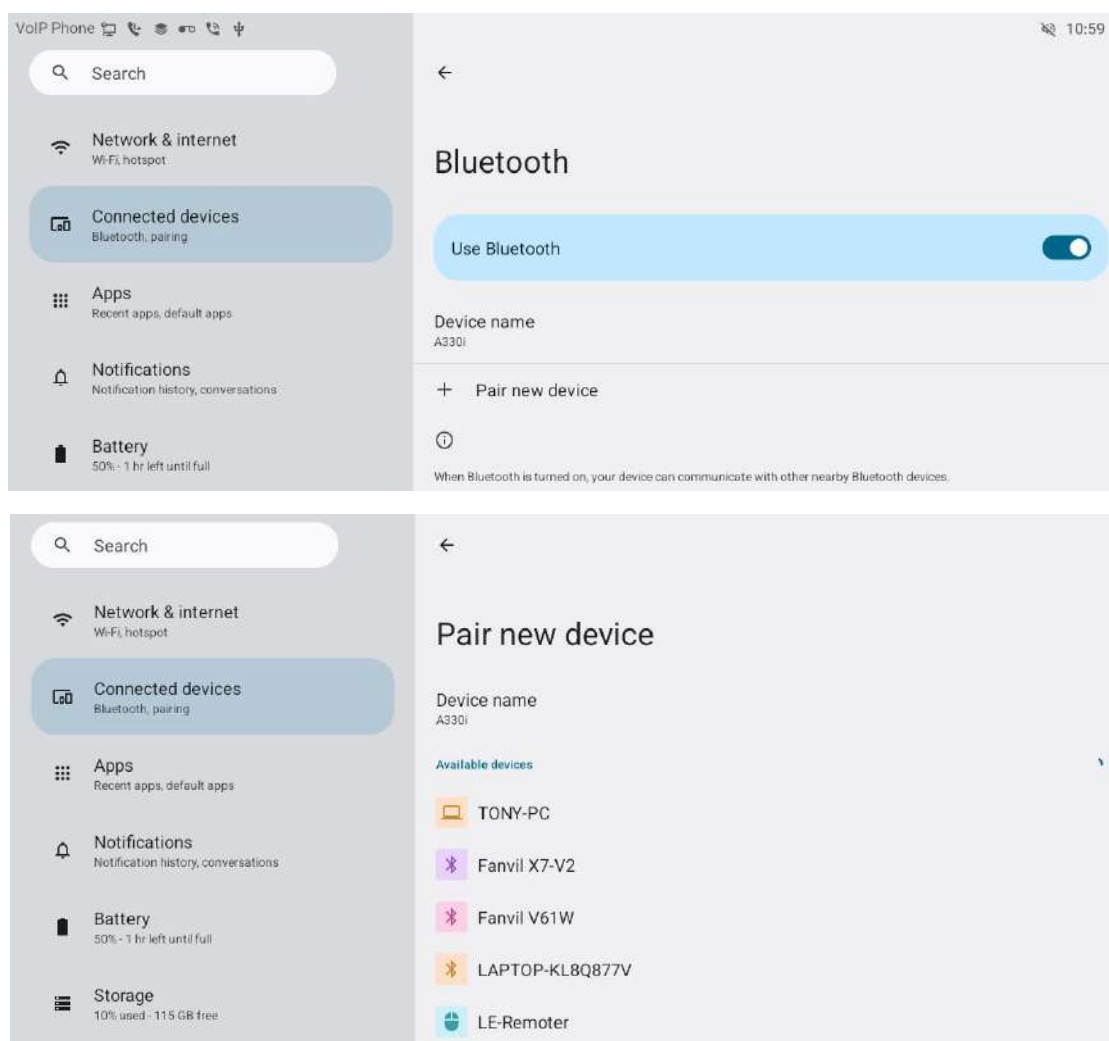 VoIP Phone
10:59
Search
Network & internet
Wi-Fi, hotspot
Connected devices
Bluetooth, pairing
Apps
Recent apps, default apps
Notifications
Notification history, conversations
Battery
50% - 1 hr left until full
Bluetooth
Use Bluetooth
Device name
A330i
Pair new device
When Bluetooth is turned on, your device can communicate with other nearby Bluetooth devices.
Search
Network & internet
Wi-Fi, hotspot
Connected devices
Bluetooth, pairing
Apps
Recent apps, default apps
Notifications
Notification history, conversations
Battery
50% - 1 hr left until full
Storage
10% used - 115 GB free
Pair new device
Device name
A330i
Available devices
TONY-PC
Fanvil X7-V2
Fanvil V61W
LAPTOP-KL8Q877V
LE-Remoter